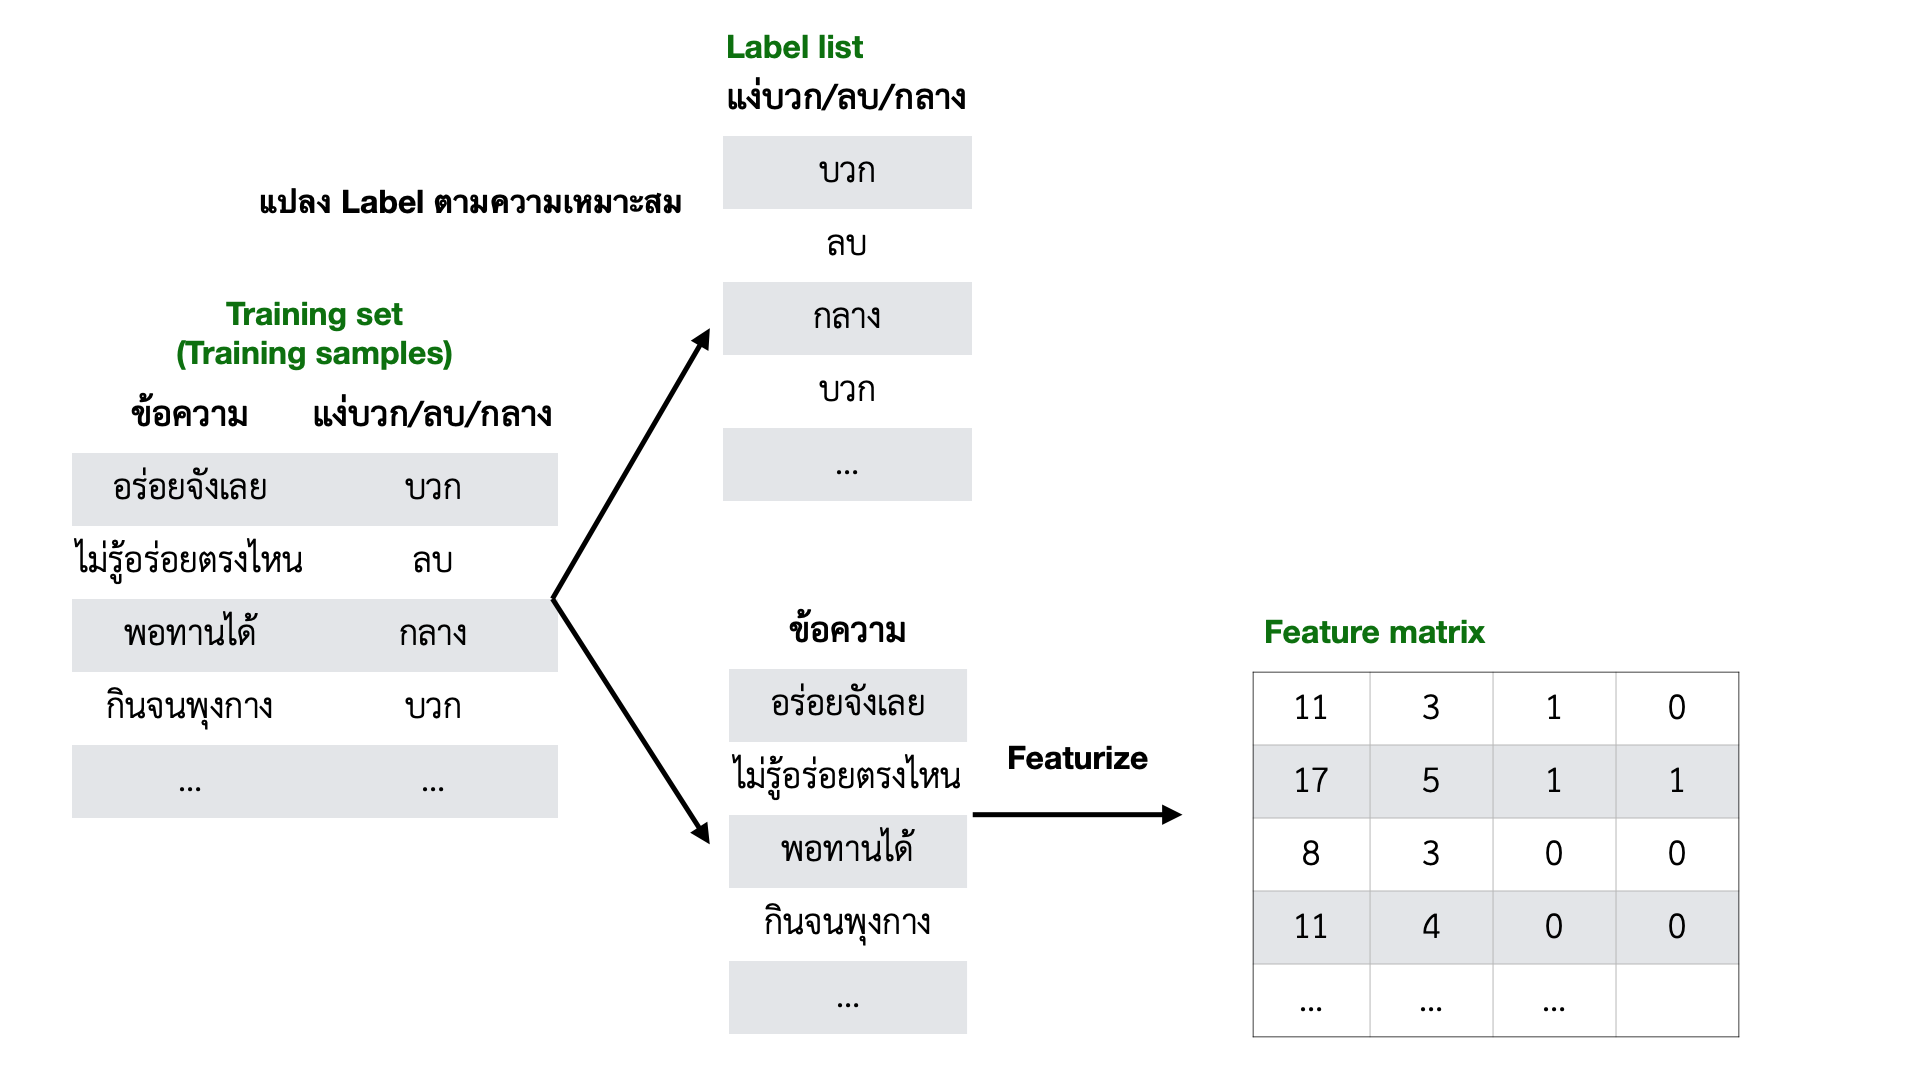 Label list
แง่บวก/ลบ/กลาง
บวก
ลบ
กลาง
บวก
...
แปลง Label ตามความเหมาะสม
Training set
(Training samples)
ข้อความ แง่บวก/ลบ/กลาง
อร่อยจังเลย บวก
ไม่รู้อร่อยตรงไหน ลบ
พอทานได้ กลาง
กินจนพุงกาง บวก
... ...
ข้อความ
อร่อยจังเลย
ไม่รู้อร่อยตรงไหน
พอทานได้
กินจนพุงกาง
...
Featurize
Feature matrix
11 3 1 0
17 5 1 1
8 3 0 0
11 4 0 0
... ... ...